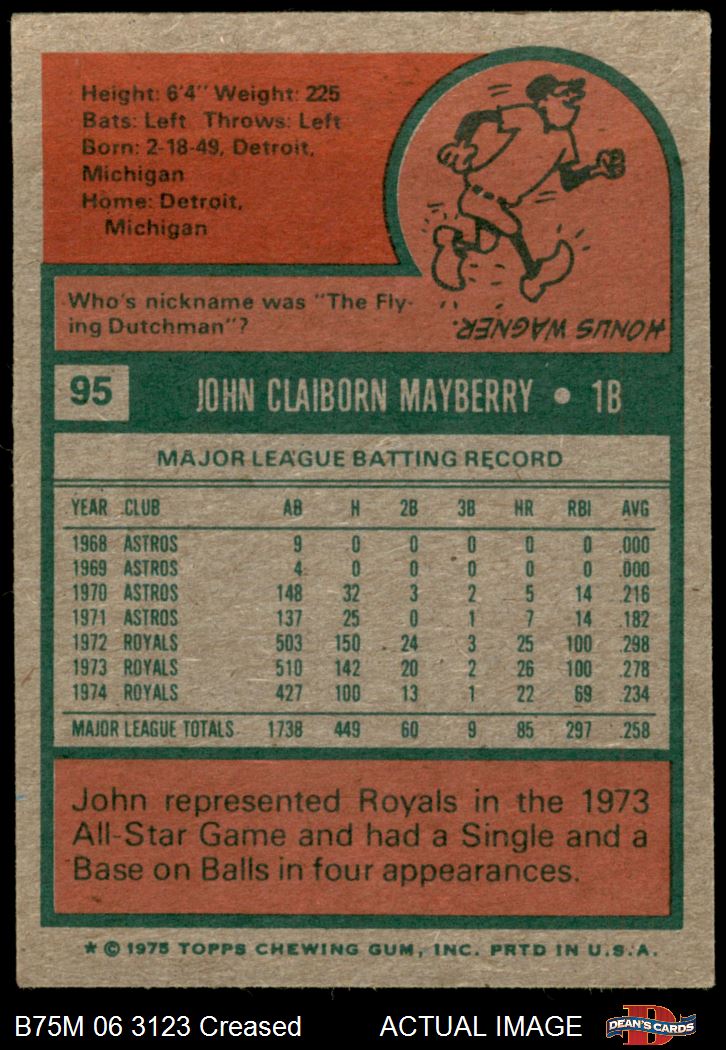 Height: 6'4" Weight: 225
Bats: Left Throws: Left
Born: 2-18-49, Detroit,
Michigan
Home: Detroit,
Michigan
Who's nickname was "The Fly-
ing Dutchman"?
HONUS WAGNER.
95 JOHN CLAIBORN MAYBERRY • 1B
MAJOR LEAGUE BATTING RECORD
YEAR CLUB AB H 2B 3B HR RBI AVG
1968 ASTROS 9 0 0 0 0 0 .000
1969 ASTROS 4 0 0 0 0 0 .000
1970 ASTROS 148 32 3 2 5 14 .216
1971 ASTROS 137 25 0 1 7 14 .182
1972 ROYALS 503 150 24 3 25 100 .298
1973 ROYALS 510 142 20 2 26 100 .278
1974 ROYALS 427 100 13 1 22 69 .234
MAJOR LEAGUE TOTALS 1738 449 60 9 85 297 .258
John represented Royals in the 1973
All-Star Game and had a Single and a
Base on Balls in four appearances.
* © 1975 TOPPS CHEWING GUM, INC. PRTD IN U.S.A.
B75M 06 3123 Creased ACTUAL IMAGE
D
DEAN'S CARDS